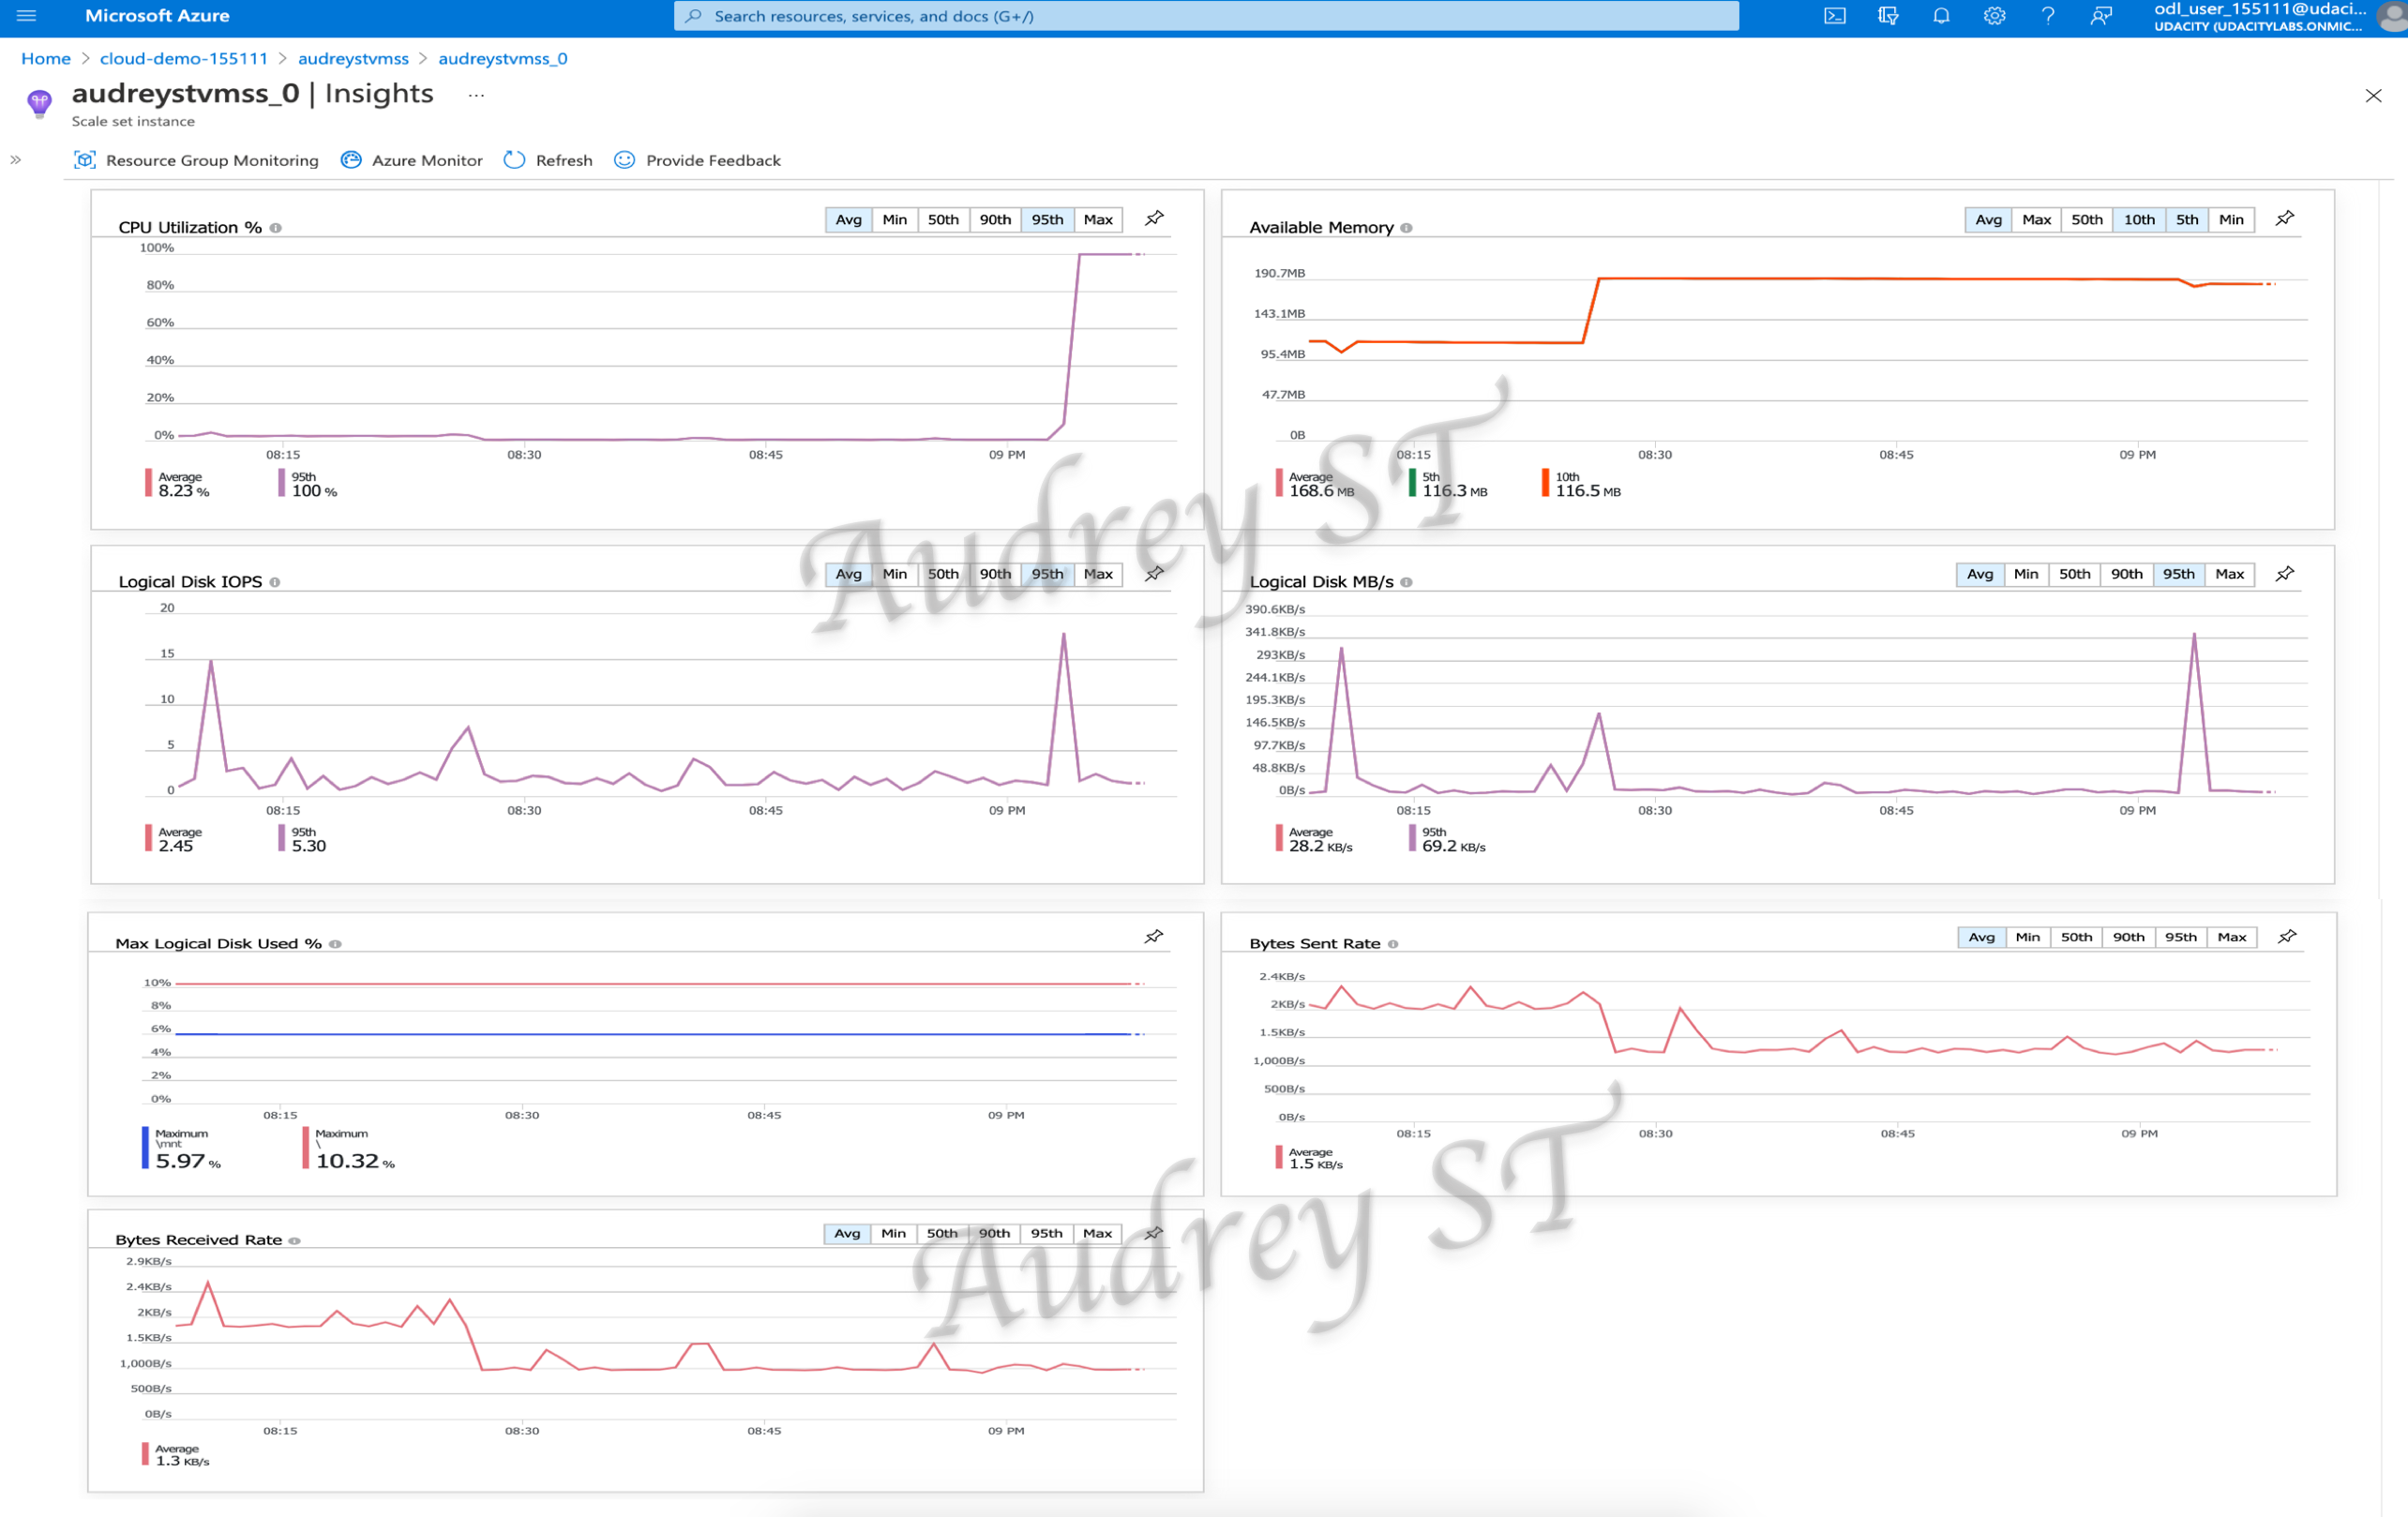 Microsoft Azure
Search resources, services, and docs (G+/)
odl_user_155111@udaci...
UDACITY (UDACITYLABS.ONMIC...
Home > cloud-demo-155111 > audreystvmss > audreystvmss_0
audreystvmss_0 | Insights ...
Scale set instance
Resource Group Monitoring Azure Monitor Refresh Provide Feedback
CPU Utilization %
Avg Min 50th 90th 95th Max
100%
80%
60%
40%
20%
0%
08:15 08:30 08:45 09 PM
Average 95th
8.23 % 100 %
Available Memory
Avg Max 50th 10th 5th Min
190.7MB
143.1MB
95.4MB
47.7MB
0B
08:15 08:30 08:45 09 PM
Average 5th 10th
168.6 MB 116.3 MB 116.5 MB
Audrey ST
Logical Disk IOPS
Avg Min 50th 90th 95th Max
20
15
10
5
0
08:15 08:30 08:45 09 PM
Average 95th
2.45 5.30
Logical Disk MB/s
Avg Min 50th 90th 95th Max
390.6KB/s
341.8KB/s
293KB/s
244.1KB/s
195.3KB/s
146.5KB/s
97.7KB/s
48.8KB/s
0B/s
08:15 08:30 08:45 09 PM
Average 95th
28.2 KB/s 69.2 KB/s
Max Logical Disk Used %
10%
8%
6%
4%
2%
0%
08:15 08:30 08:45 09 PM
Maximum Maximum
\mnt \
5.97 % 10.32 %
Bytes Sent Rate
Avg Min 50th 90th 95th Max
2.4KB/s
2KB/s
1.5KB/s
1,000B/s
500B/s
0B/s
08:15 08:30 08:45 09 PM
Average
1.5 KB/s
Audrey ST
Bytes Received Rate
Avg Min 50th 90th 95th Max
2.9KB/s
2.4KB/s
2KB/s
1.5KB/s
1,000B/s
500B/s
0B/s
08:15 08:30 08:45 09 PM
Average
1.3 KB/s